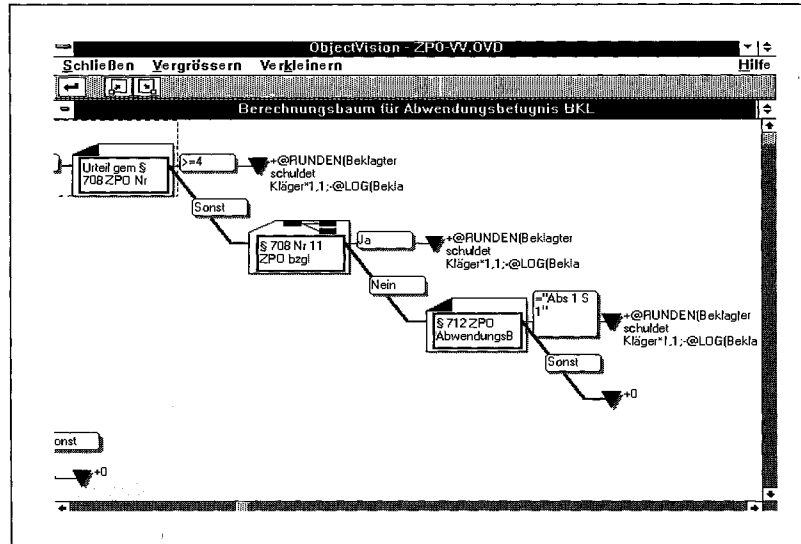 ObjectVision - ZPO-VV.OVD
Schließen Vergrössern Verkleinern Hilfe
Berechnungsbaum für Abwendungsbefugnis BKL
Urteil gem §
708 ZPO Nr
>=4
+@RUNDEN(Beklagter
schuldet
Kläger*1,1;-@LOG(Bekla
Sonst
§ 708 Nr 11
ZPO bzgl
Ja
+@RUNDEN(Beklagter
schuldet
Kläger*1,1;-@LOG(Bekla
Nein
§ 712 ZPO
AbwendungsB
="Abs 1 S
1"
+@RUNDEN(Beklagter
schuldet
Kläger*1,1;-@LOG(Bekla
Sonst
+0
onst
+0